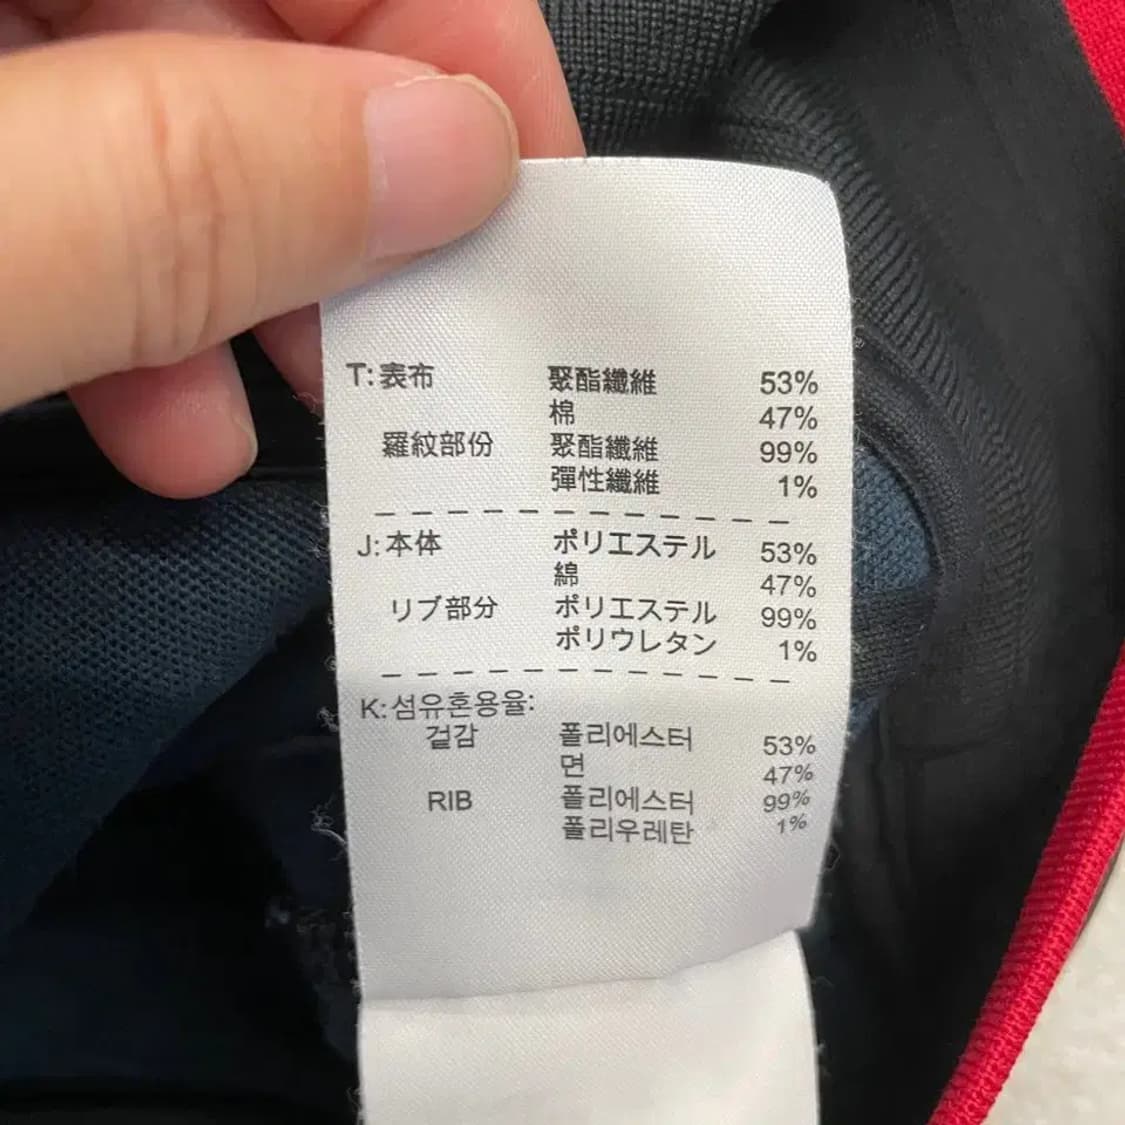 T:表布 聚酯纖維 53%
棉 47%
羅紋部份 聚酯纖維 99%
彈性纖維 1%
J:本体 ポリエステル 53%
綿 47%
リブ部分 ポリエステル 99%
ポリウレタン 1%
K:섬유혼용율:
겉감 폴리에스터 53%
면 47%
RIB 폴리에스터 99%
폴리우레탄 1%